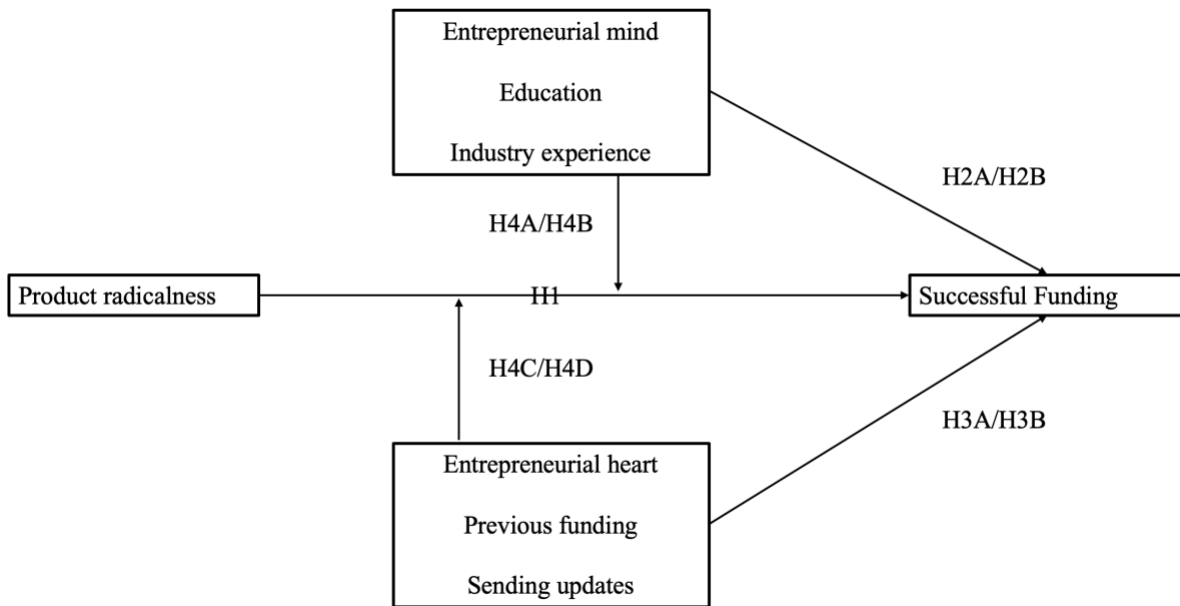 Entrepreneurial mind
Education
Industry experience
H2A/H2B
H4A/H4B
Product radicalness
H1
Successful Funding
H4C/H4D
H3A/H3B
Entrepreneurial heart
Previous funding
Sending updates